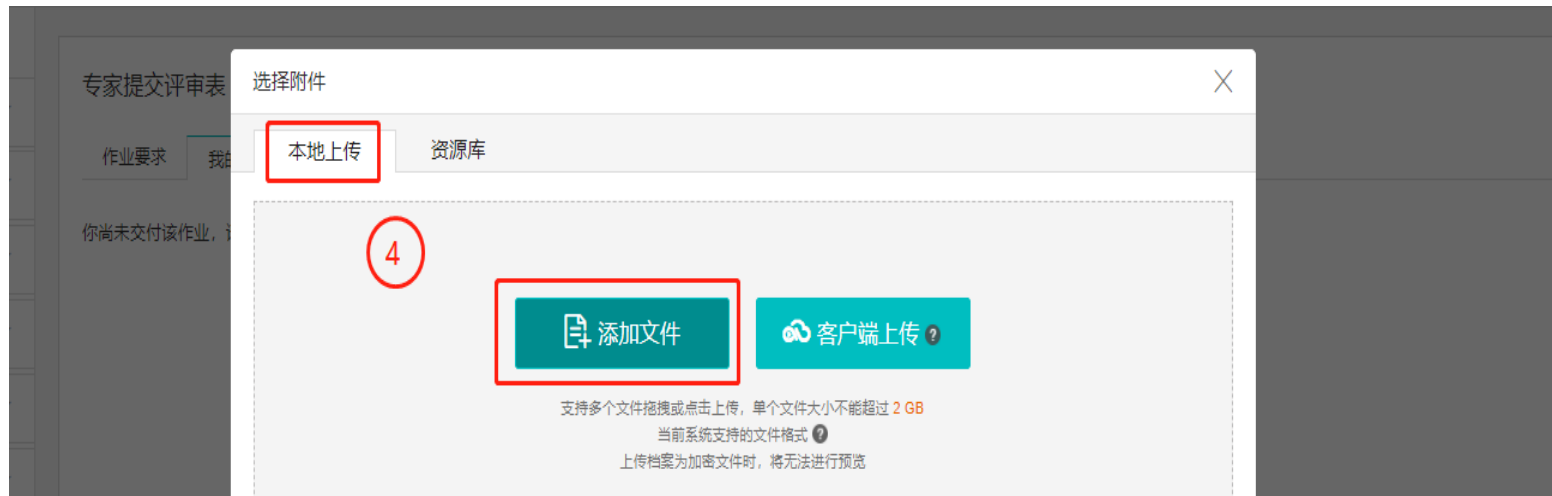 专家提交评审表
选择附件
作业要求
我的
本地上传
资源库
你尚未交付该作业，
4
添加文件
客户端上传
支持多个文件拖拽或点击上传，单个文件大小不能超过 2 GB
当前系统支持的文件格式
上传档案为加密文件时，将无法进行预览